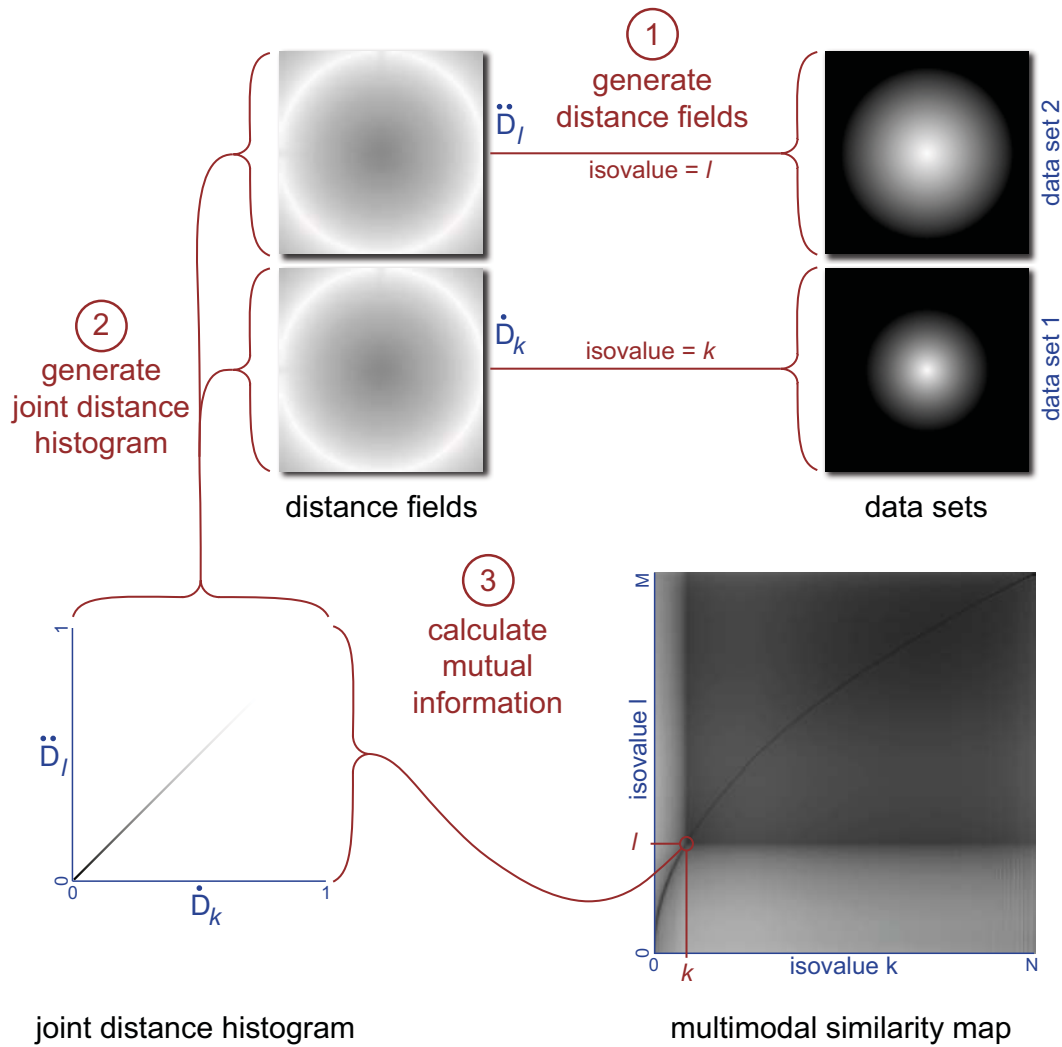 1
generate
distance fields
D̈l
isovalue = l
data set 2
2
generate
joint distance
histogram
Ḋk
isovalue = k
data set 1
distance fields
data sets
3
calculate
mutual
information
1
D̈l
0
0
Ḋk
1
M
isovalue l
l
0
0
k
isovalue k
N
joint distance histogram
multimodal similarity map